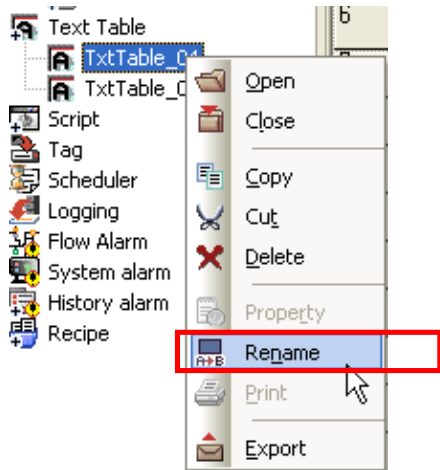 6
Text Table
TxtTable_04
TxtTable_0
Script
Tag
Scheduler
Logging
Flow Alarm
System alarm
History alarm
Recipe
Open
Close
Copy
Cut
Delete
Property
Rename
A→B
Print
Export